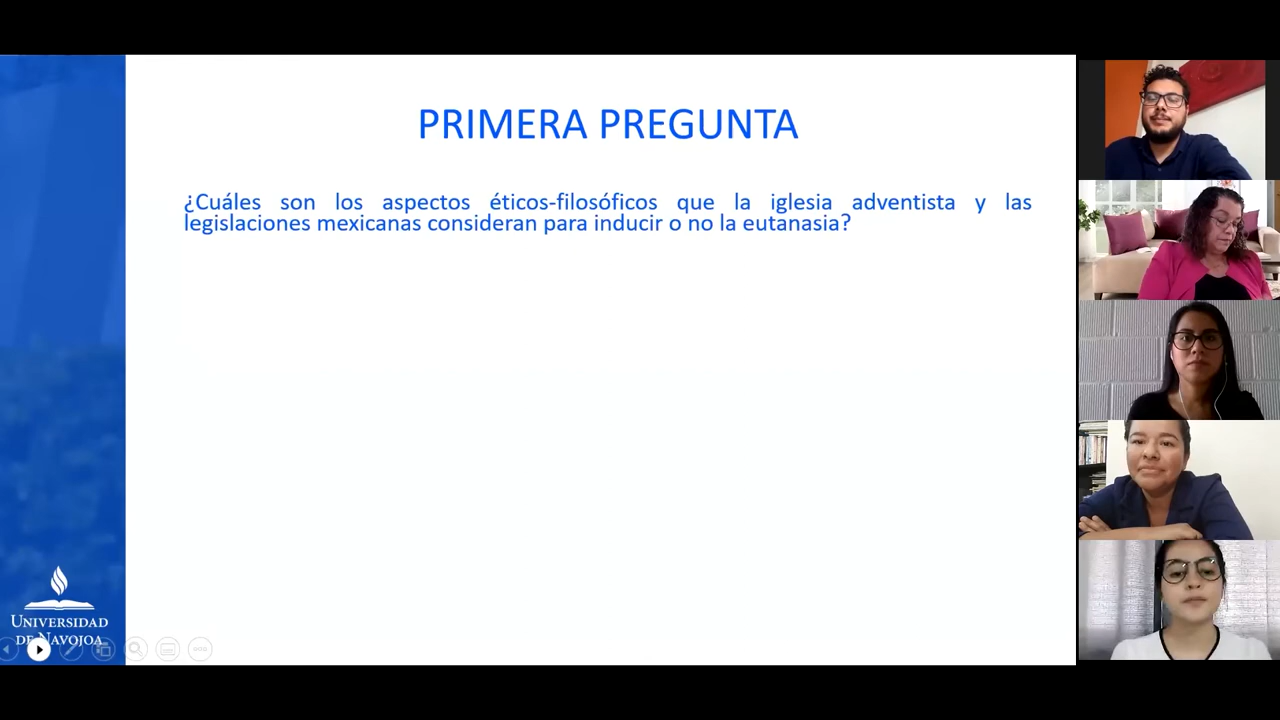 PRIMERA PREGUNTA
¿Cuáles son los aspectos éticos-filosóficos que la iglesia adventista y las
legislaciones mexicanas consideran para inducir o no la eutanasia?
UNIVERSIDAD
DE NAVOJOA